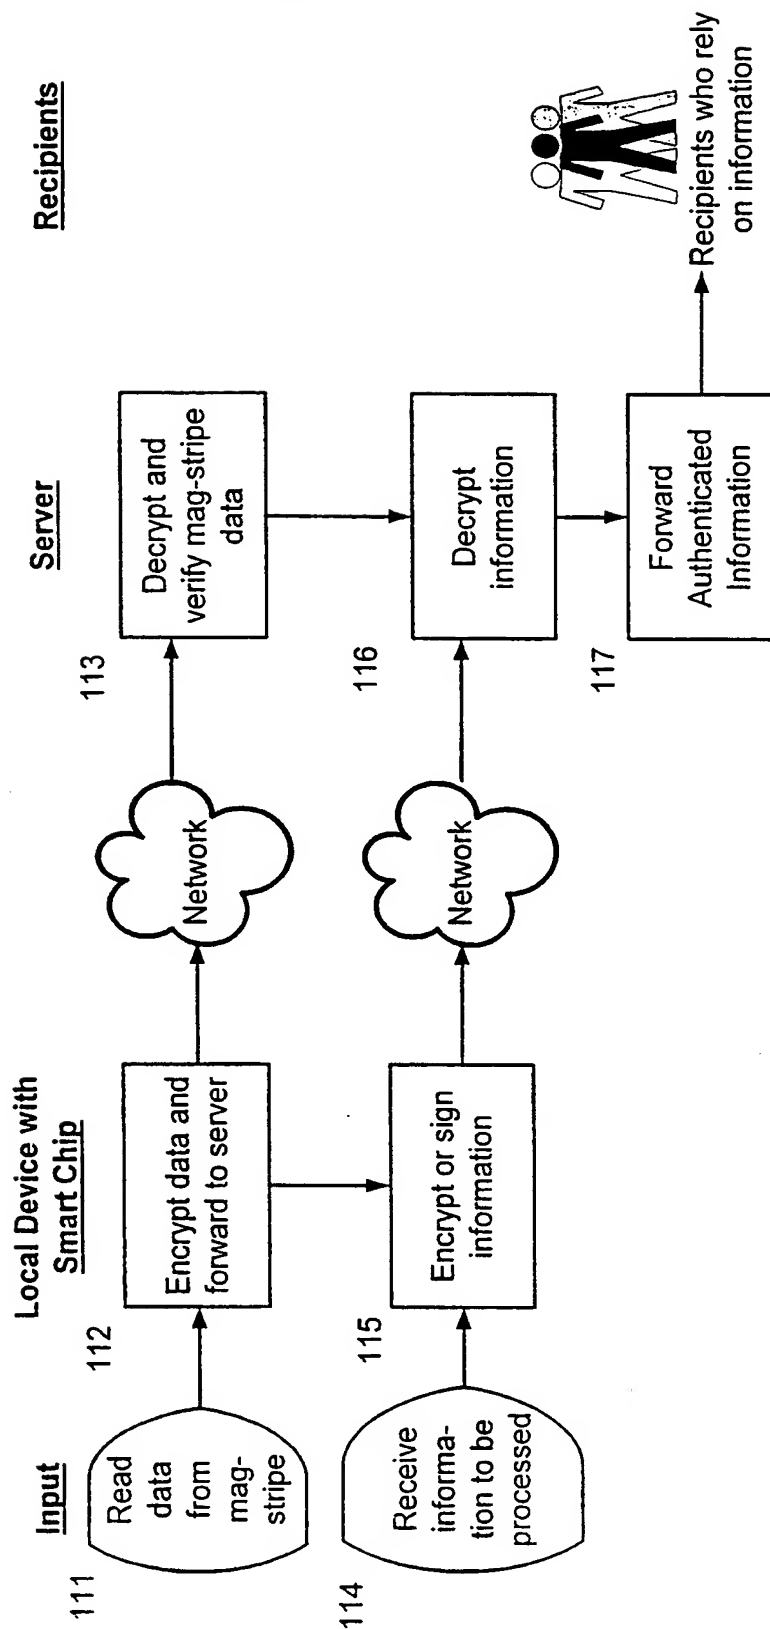 Input
Local Device with
Smart Chip
Server
Recipients
111
Read
data
from
mag-
stripe
112
Encrypt data and
forward to server
Network
113
Decrypt and
verify mag-stripe
data
114
Receive
informa-
tion to be
processed
115
Encrypt or sign
information
Network
116
Decrypt
information
117
Forward
Authenticated
Information
Recipients who rely
on information